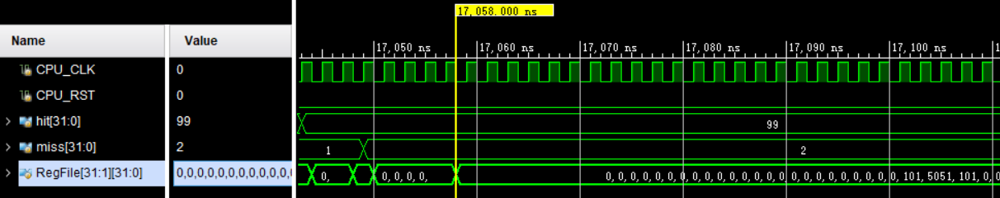 17,058.000 ns
Name Value 17,050 ns 17,060 ns 17,070 ns 17,080 ns 17,090 ns 17,100 ns 1
CPU_CLK 0
CPU_RST 0
hit[31:0] 99 99
miss[31:0] 2 1 2
RegFile[31:1][31:0] 0,0,0,0,0,0,0,0,0,0,0,0 0, 0, 0, 0, 0, 0, 0, 0, 0, 0, 0, 0, 0, 0, 0, 0, 0, 0, 0, 0, 0, 0, 0, 0, 0, 101, 5051, 101, 0, 0